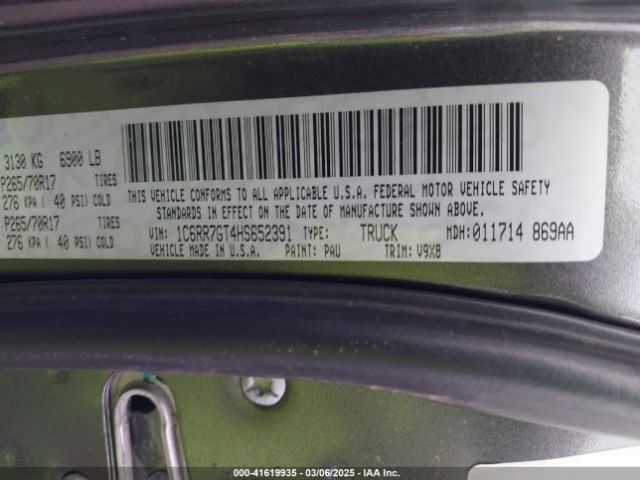 3130 KG 6900 LB
P265/70R17 TIRES
276 KPA ( 40 PSI) COLD
P265/70R17 TIRES
276 KPA ( 40 PSI) COLD
THIS VEHICLE CONFORMS TO ALL APPLICABLE U.S.A. FEDERAL MOTOR VEHICLE SAFETY
STANDARDS IN EFFECT ON THE DATE OF MANUFACTURE SHOWN ABOVE.
VIN: 1C6RR7GT4HS652391 TYPE: TRUCK MDH:011714 869AA
VEHICLE MADE IN U.S.A. PAINT: PAU TRIM: V9X8
000-41619935 - 03/06/2025 - IAA Inc.